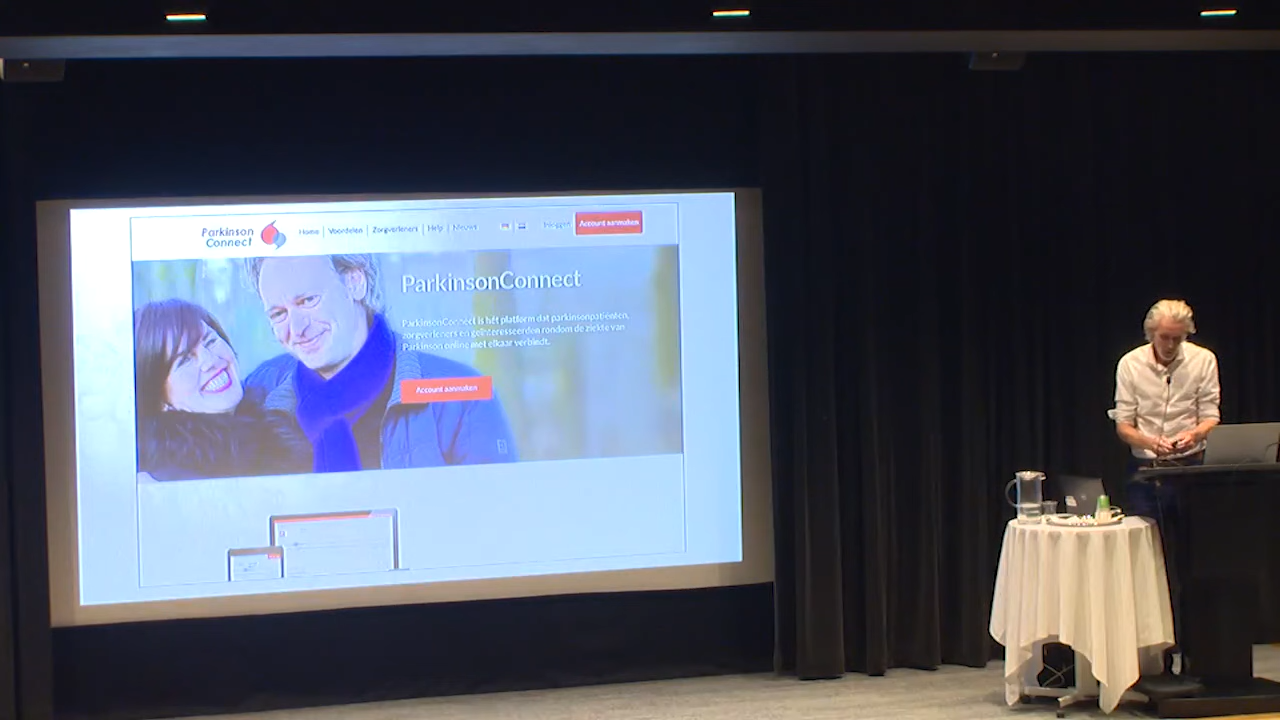 Parkinson
Connect
Home Voordelen Zorgverleners Help Nieuws Inloggen Account aanmaken
ParkinsonConnect
ParkinsonConnect is hét platform dat parkinsonpatiënten,
zorgverleners en geïnteresseerden rondom de ziekte van
Parkinson online met elkaar verbindt.
Account aanmaken